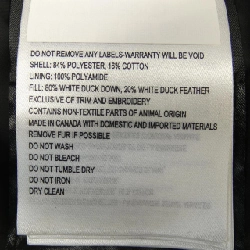 DO NOT REMOVE ANY LABELS-WARRANTY WILL BE VOID
SHELL: 84% POLYESTER, 16% COTTON
LINING: 100% POLYAMIDE
FILL: 80% WHITE DUCK DOWN, 20% WHITE DUCK FEATHER
EXCLUSIVE OF TRIM AND EMBROIDERY
CONTAINS NON-TEXTILE PARTS OF ANIMAL ORIGIN
MADE IN CANADA WITH DOMESTIC AND IMPORTED MATERIALS
REMOVE FUR IF POSSIBLE
DO NOT WASH
DO NOT BLEACH
DO NOT TUMBLE DRY
DO NOT IRON
DRY CLEAN